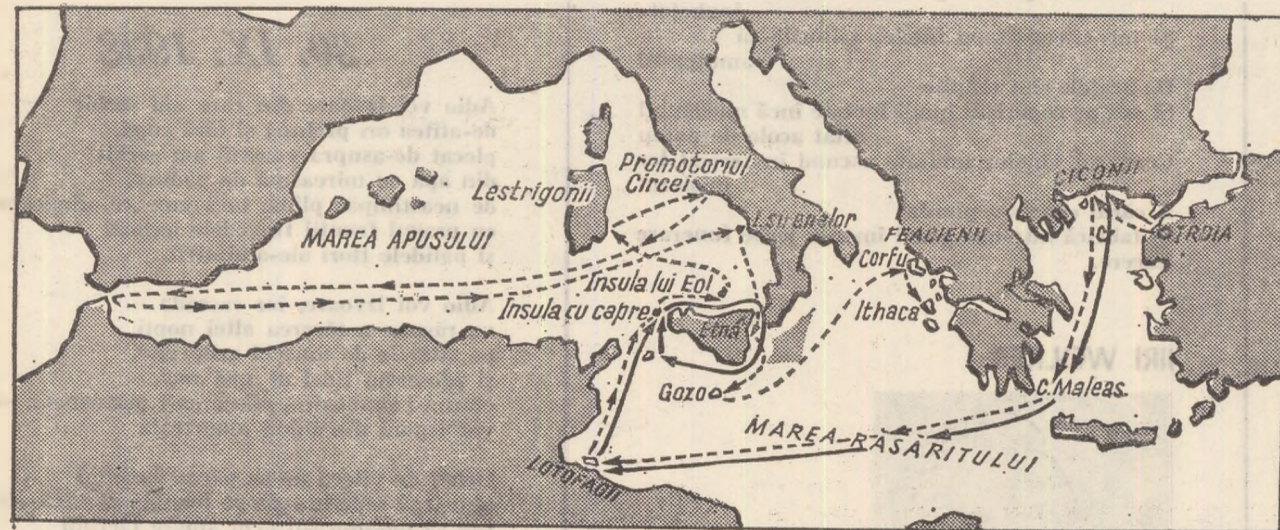 Promotoriul
Circei
Lestrigonii
MAREA APUSULUI
CICONII
TROIA
FEACIENII
Corfu
Insula lui Eol
Insula cu capre
Etna
Ithaca
Gozo
C. Maleas
MAREA-RĂSĂRITULUI
LOTOFAGII